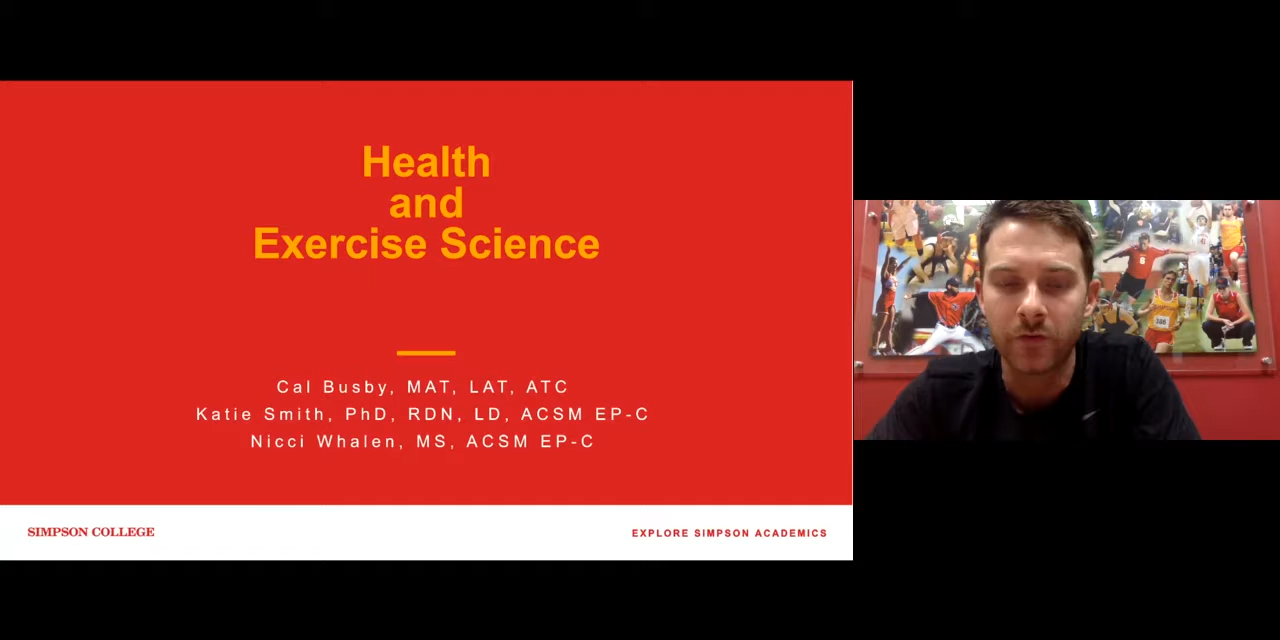 Health
and
Exercise Science
Cal Busby, MAT, LAT, ATC
Katie Smith, PhD, RDN, LD, ACSM EP-C
Nicci Whalen, MS, ACSM EP-C
SIMPSON COLLEGE
EXPLORE SIMPSON ACADEMICS